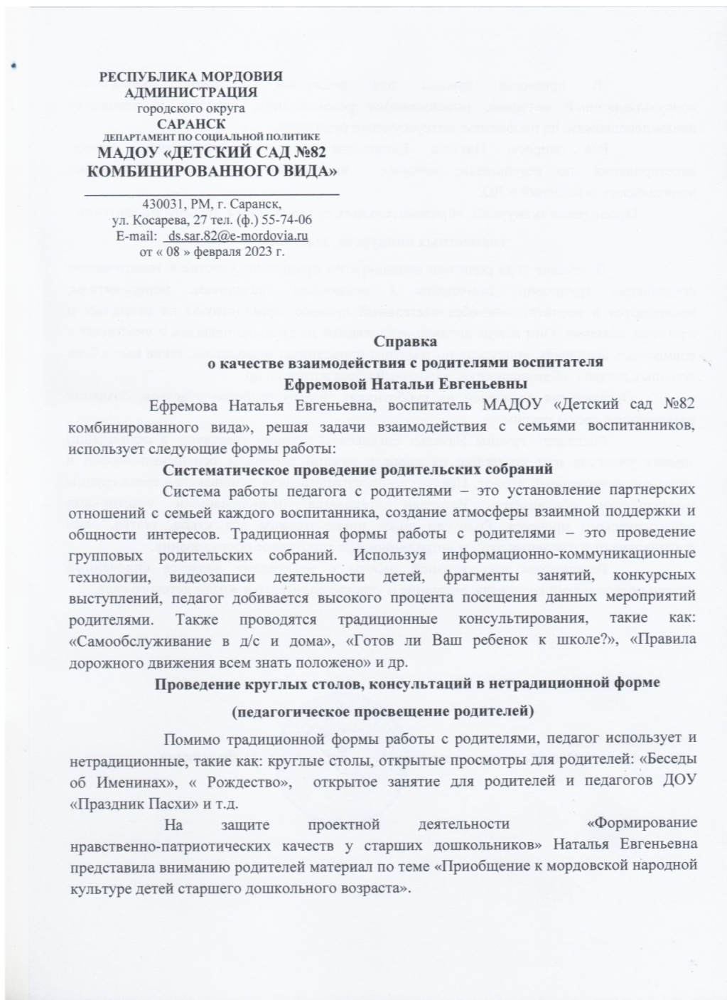 РЕСПУБЛИКА МОРДОВИЯ
АДМИНИСТРАЦИЯ
городского округа
САРАНСК
ДЕПАРТАМЕНТ ПО СОЦИАЛЬНОЙ ПОЛИТИКЕ
МАДОУ «ДЕТСКИЙ САД №82
КОМБИНИРОВАННОГО ВИДА»
430031, РМ, г. Саранск,
ул. Косарева, 27 тел. (ф.) 55-74-06
E-mail: ds.sar.82@e-mordovia.ru
от « 08 » февраля 2023 г.
Справка
о качестве взаимодействия с родителями воспитателя
Ефремовой Натальи Евгеньевны
Ефремова Наталья Евгеньевна, воспитатель МАДОУ «Детский сад №82
комбинированного вида», решая задачи взаимодействия с семьями воспитанников,
использует следующие формы работы:
Систематическое проведение родительских собраний
Система работы педагога с родителями – это установление партнерских
отношений с семьей каждого воспитанника, создание атмосферы взаимной поддержки и
общности интересов. Традиционная формы работы с родителями – это проведение
групповых родительских собраний. Используя информационно-коммуникационные
технологии, видеозаписи деятельности детей, фрагменты занятий, конкурсных
выступлений, педагог добивается высокого процента посещения данных мероприятий
родителями. Также проводятся традиционные консультирования, такие как:
«Самообслуживание в д/с и дома», «Готов ли Ваш ребенок к школе?», «Правила
дорожного движения всем знать положено» и др.
Проведение круглых столов, консультаций в нетрадиционной форме
(педагогическое просвещение родителей)
Помимо традиционной формы работы с родителями, педагог использует и
нетрадиционные, такие как: круглые столы, открытые просмотры для родителей: «Беседы
об Именинах», « Рождество», открытое занятие для родителей и педагогов ДОУ
«Праздник Пасхи» и т.д.
На защите проектной деятельности «Формирование
нравственно-патриотических качеств у старших дошкольников» Наталья Евгеньевна
представила вниманию родителей материал по теме «Приобщение к мордовской народной
культуре детей старшего дошкольного возраста».